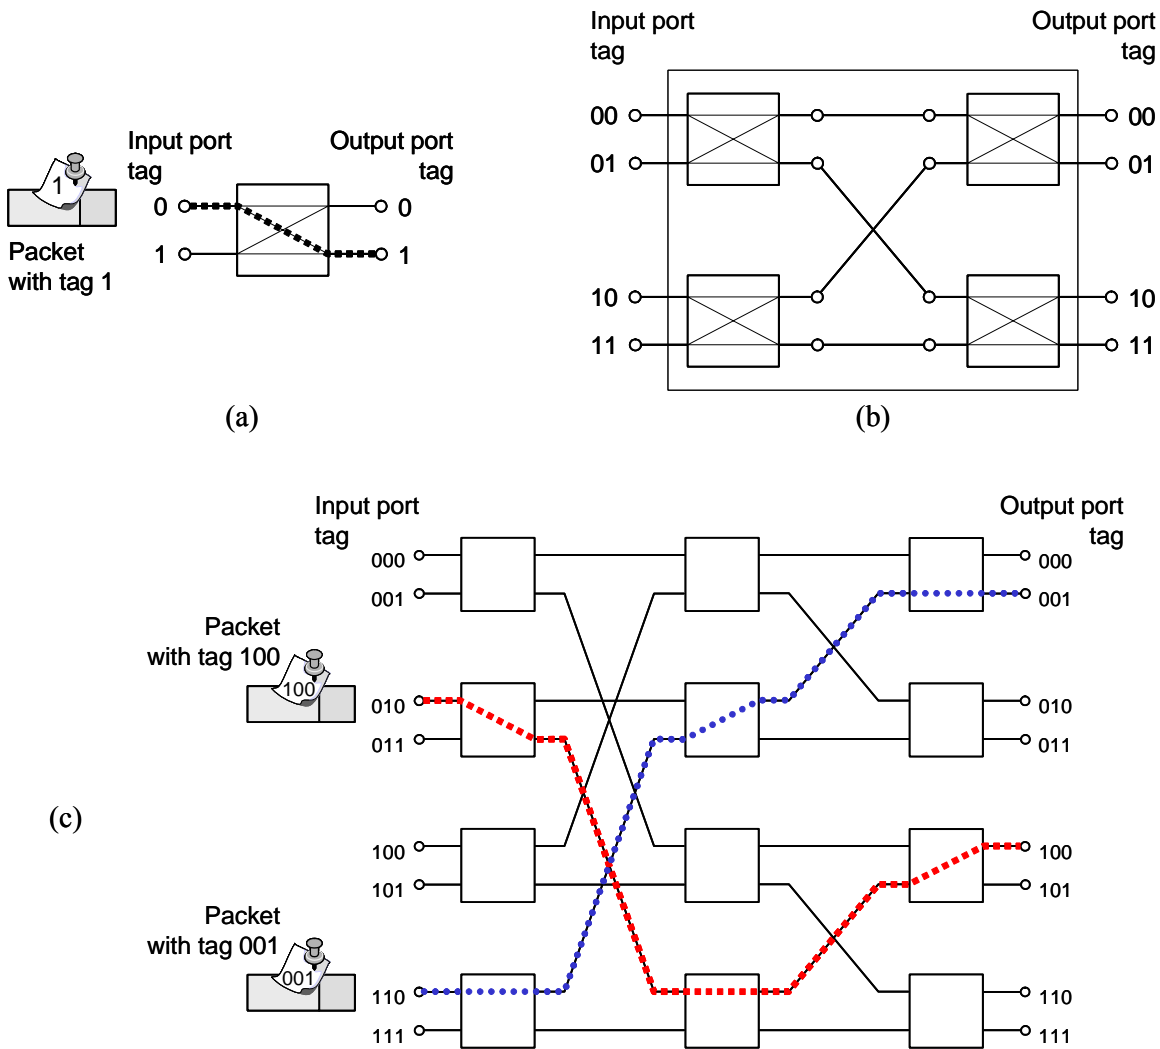 Input port
tag
Output port
tag
00
00
01
01
10
10
11
11
(b)
Input port
tag
Output port
tag
1
0
0
1
1
Packet
with tag 1
(a)
Input port
tag
Output port
tag
000
000
001
001
Packet
with tag 100
100
010
010
011
011
(c)
100
100
101
101
Packet
with tag 001
001
110
110
111
111